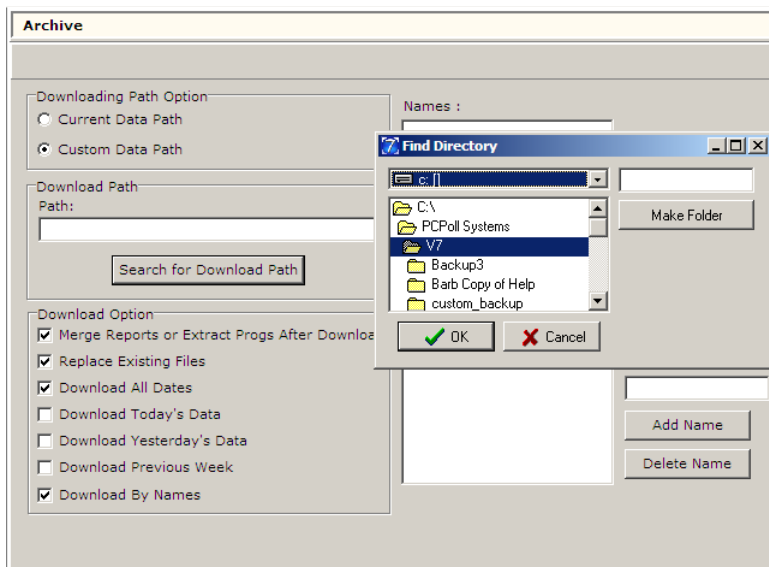 Archive
Downloading Path Option
Current Data Path
Custom Data Path
Names :
Find Directory
c: []
C:\
PCPoll Systems
V7
Backup3
Barb Copy of Help
custom_backup
Make Folder
OK
Cancel
Download Path
Path:
Search for Download Path
Download Option
Merge Reports or Extract Progs After Downloa
Replace Existing Files
Download All Dates
Download Today's Data
Download Yesterday's Data
Download Previous Week
Download By Names
Add Name
Delete Name